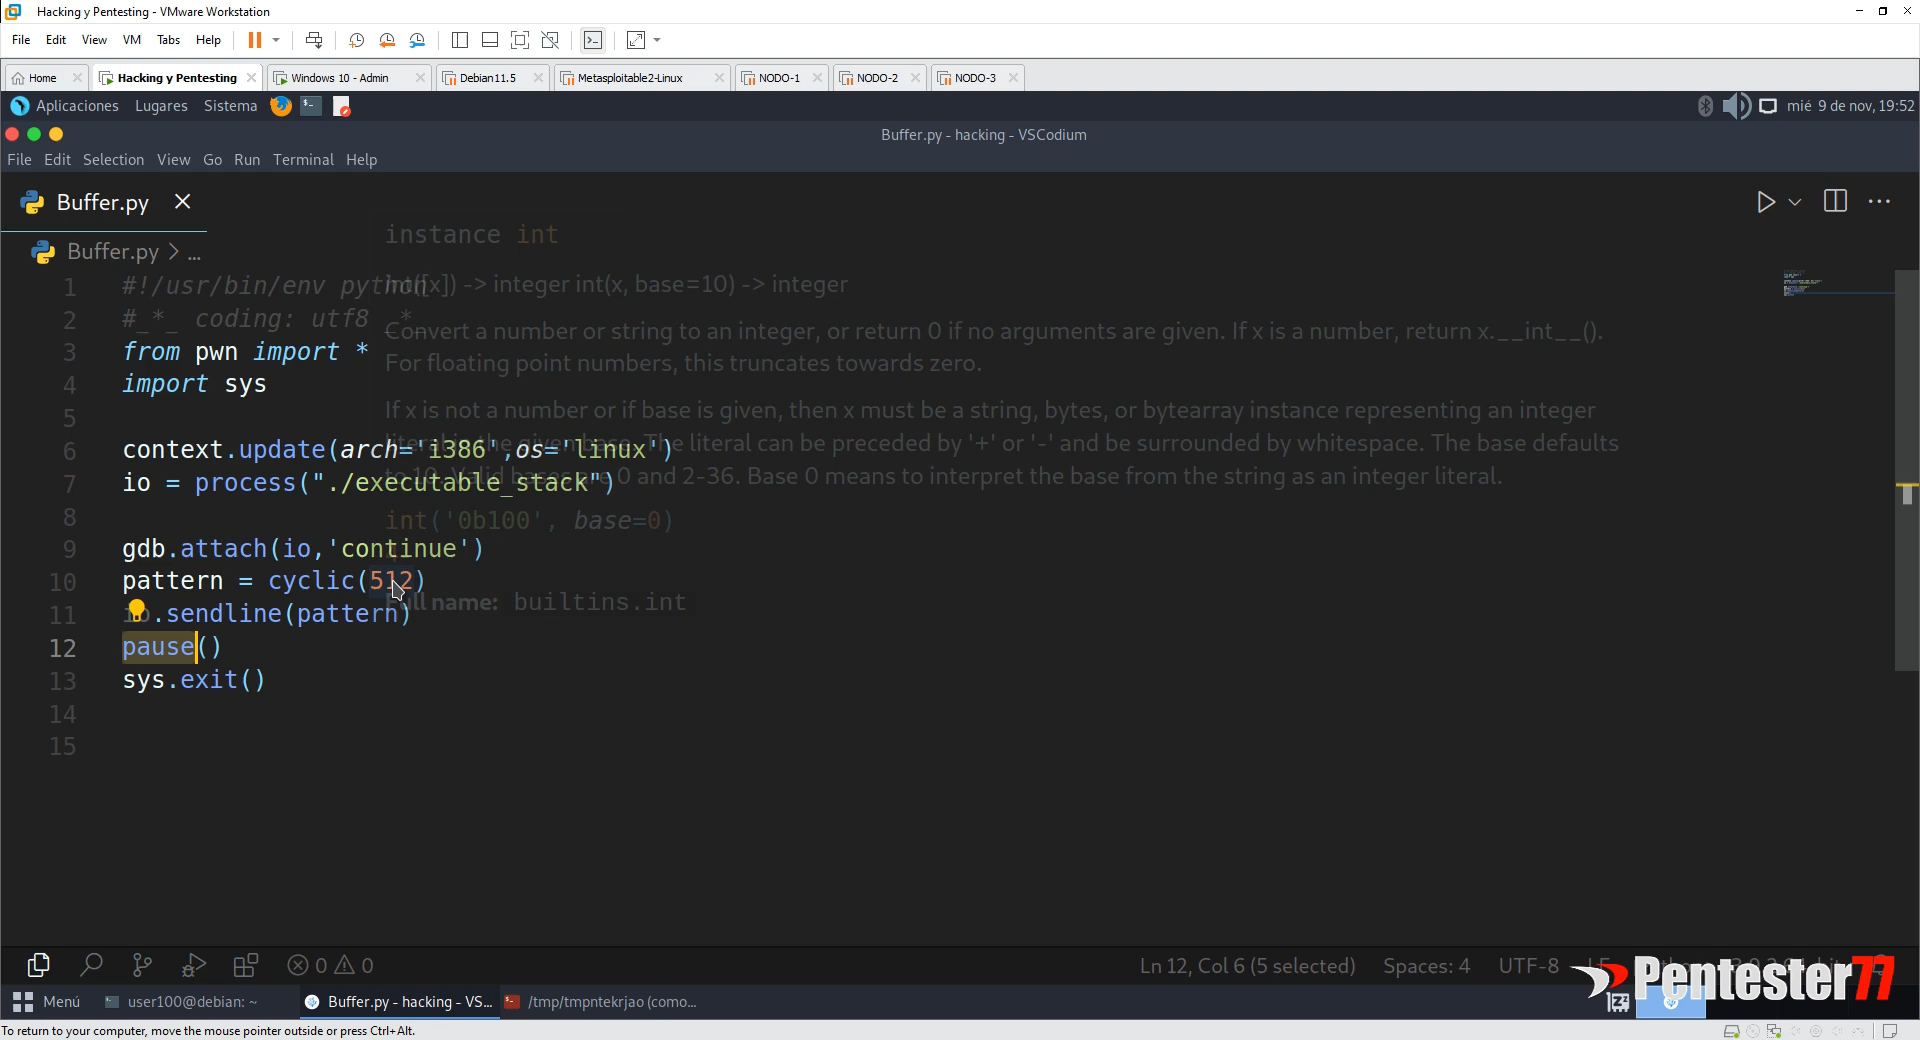 Hacking y Pentesting - VMware Workstation
File Edit View VM Tabs Help
Home Hacking y Pentesting Windows 10 - Admin Debian11.5 Metasploitable2-Linux NODO-1 NODO-2 NODO-3
Aplicaciones Lugares Sistema mié 9 de nov, 19:52
Buffer.py - hacking - VSCodium
File Edit Selection View Go Run Terminal Help
Buffer.py
Buffer.py > ...
instance int
int([x]) -> integer int(x, base=10) -> integer
Convert a number or string to an integer, or return 0 if no arguments are given. If x is a number, return x.__int__().
For floating point numbers, this truncates towards zero.
If x is not a number or if base is given, then x must be a string, bytes, or bytearray instance representing an integer
literal in the given base. The literal can be preceded by '+' or '-' and be surrounded by whitespace. The base defaults
to 10. Valid bases are 0 and 2-36. Base 0 means to interpret the base from the string as an integer literal.
int('0b100', base=0)
Full name: builtins.int
1 #!/usr/bin/env python
2 #_*_ coding: utf8 _*_
3 from pwn import *
4 import sys
5
6 context.update(arch='i386',os='linux')
7 io = process("./executable_stack")
8
9 gdb.attach(io,'continue')
10 pattern = cyclic(512)
11 io.sendline(pattern)
12 pause()
13 sys.exit()
14
15
0 0 Ln 12, Col 6 (5 selected) Spaces: 4 UTF-8 LF
Pentester77
Menú user100@debian: ~ Buffer.py - hacking - VS... /tmp/tmpntekrjao (como...
To return to your computer, move the mouse pointer outside or press Ctrl+Alt.